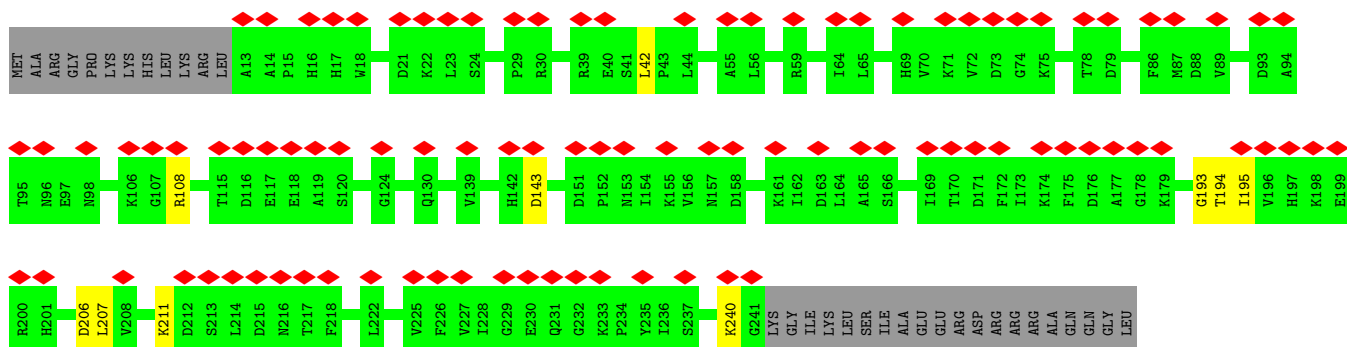 MET ALA ARG GLY PRO LYS LYS HIS LEU LYS ARG LEU A13 A14 P15 H16 H17 W18 D21 K22 L23 S24 P29 R30 R39 E40 S41 L42 P43 L44 A55 L56 R59 I64 L65 H69 V70 K71 V72 D73 G74 K75 T78 D79 F86 M87 D88 V89 D93 A94
T95 N96 E97 N98 K106 G107 R108 T115 D116 E117 E118 A119 S120 G124 Q130 V139 H142 D143 D151 P152 N153 I154 K155 V156 N157 D158 K161 I162 D163 L164 A165 S166 I169 T170 D171 F172 I173 K174 F175 D176 A177 G178 K179 G193 T194 I195 V196 H197 K198 E199
R200 H201 D206 L207 V208 K211 D212 S213 L214 D215 N216 T217 F218 L222 V225 F226 V227 I228 G229 E230 Q231 G232 K233 P234 Y235 I236 S237 K240 G241 LYS GLY ILE LYS LEU SER ILE ALA GLU GLU ARG ASP ARG ARG ARG ALA GLN GLN GLY LEU